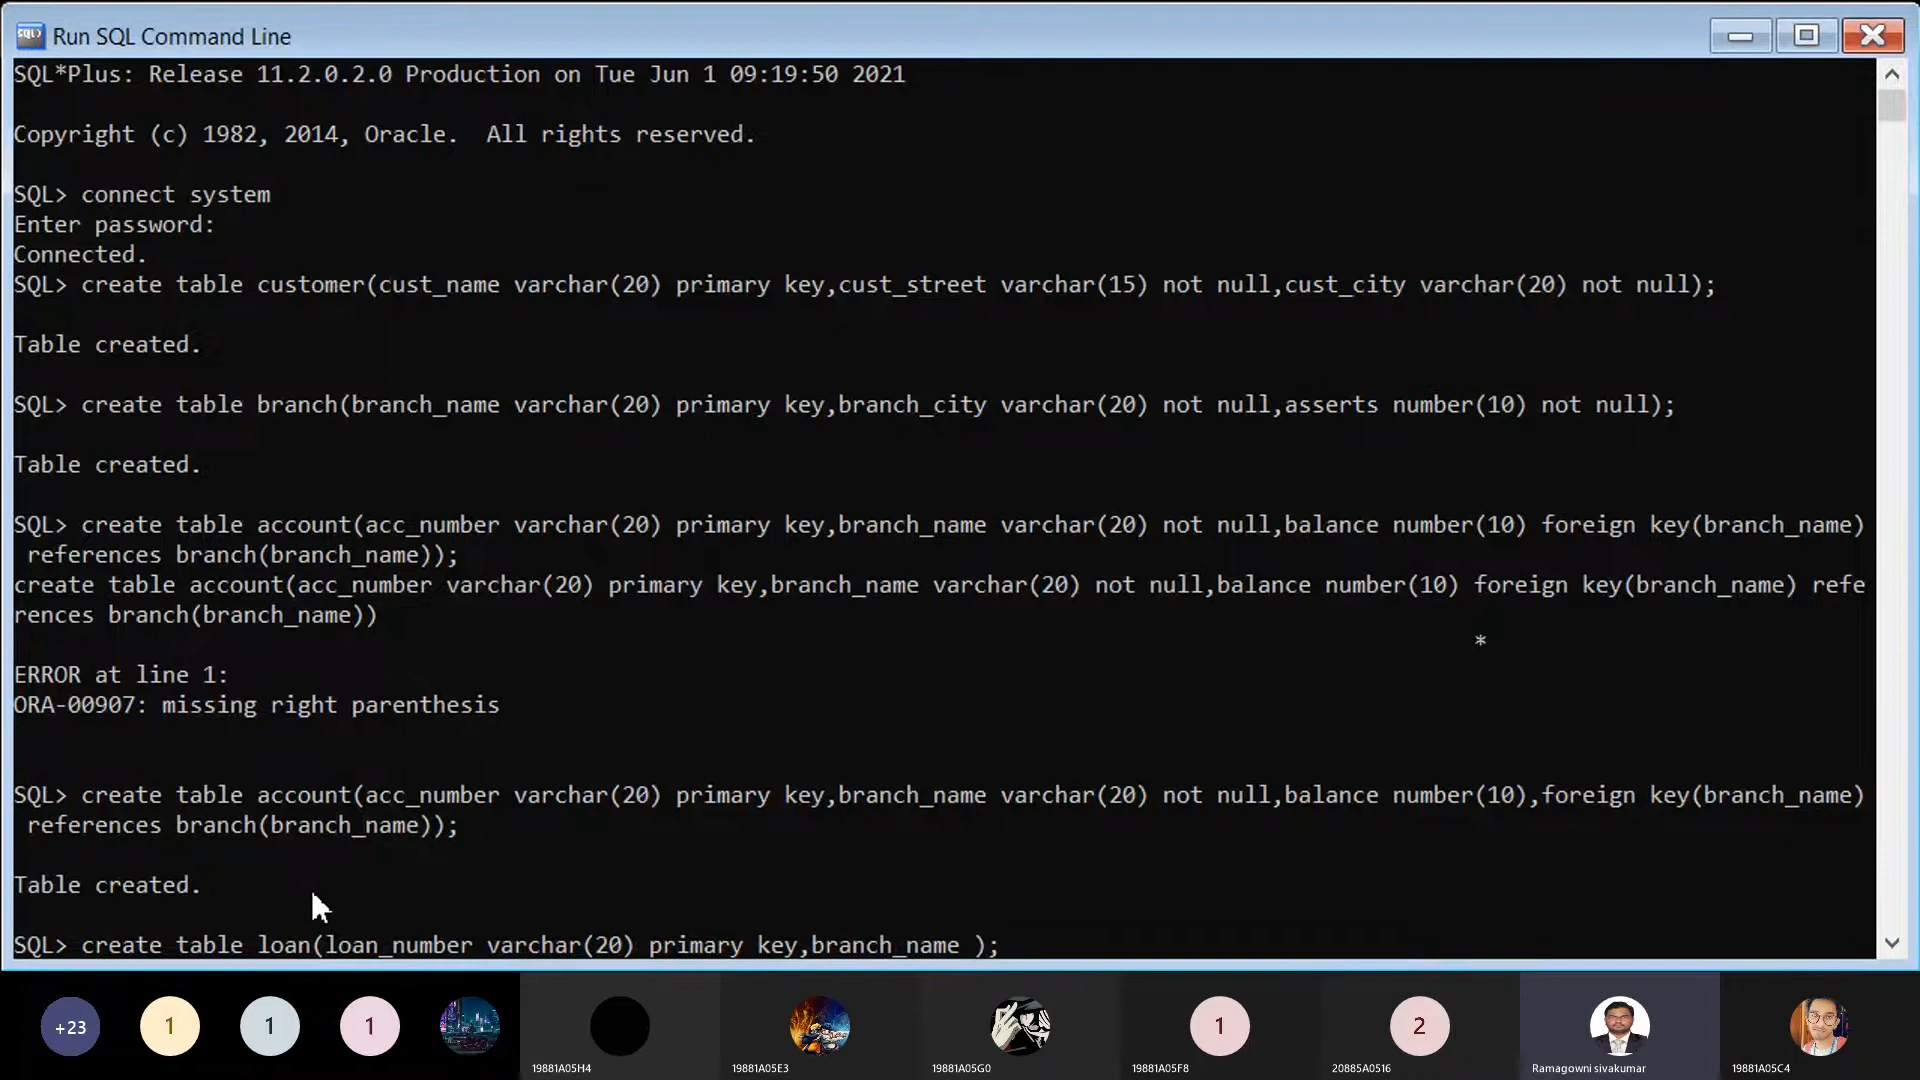 SQL> Run SQL Command Line
SQL*Plus: Release 11.2.0.2.0 Production on Tue Jun 1 09:19:50 2021
Copyright (c) 1982, 2014, Oracle.  All rights reserved.
SQL> connect system
Enter password:
Connected.
SQL> create table customer(cust_name varchar(20) primary key,cust_street varchar(15) not null,cust_city varchar(20) not null);
Table created.
SQL> create table branch(branch_name varchar(20) primary key,branch_city varchar(20) not null,asserts number(10) not null);
Table created.
SQL> create table account(acc_number varchar(20) primary key,branch_name varchar(20) not null,balance number(10) foreign key(branch_name)
references branch(branch_name));
create table account(acc_number varchar(20) primary key,branch_name varchar(20) not null,balance number(10) foreign key(branch_name) refe
rences branch(branch_name))
*
ERROR at line 1:
ORA-00907: missing right parenthesis
SQL> create table account(acc_number varchar(20) primary key,branch_name varchar(20) not null,balance number(10),foreign key(branch_name)
references branch(branch_name));
Table created.
SQL> create table loan(loan_number varchar(20) primary key,branch_name );
+23
1
1
1
19881A05H4
19881A05E3
19881A05G0
1
19881A05F8
2
20885A0516
Ramagowni sivakumar
19881A05C4